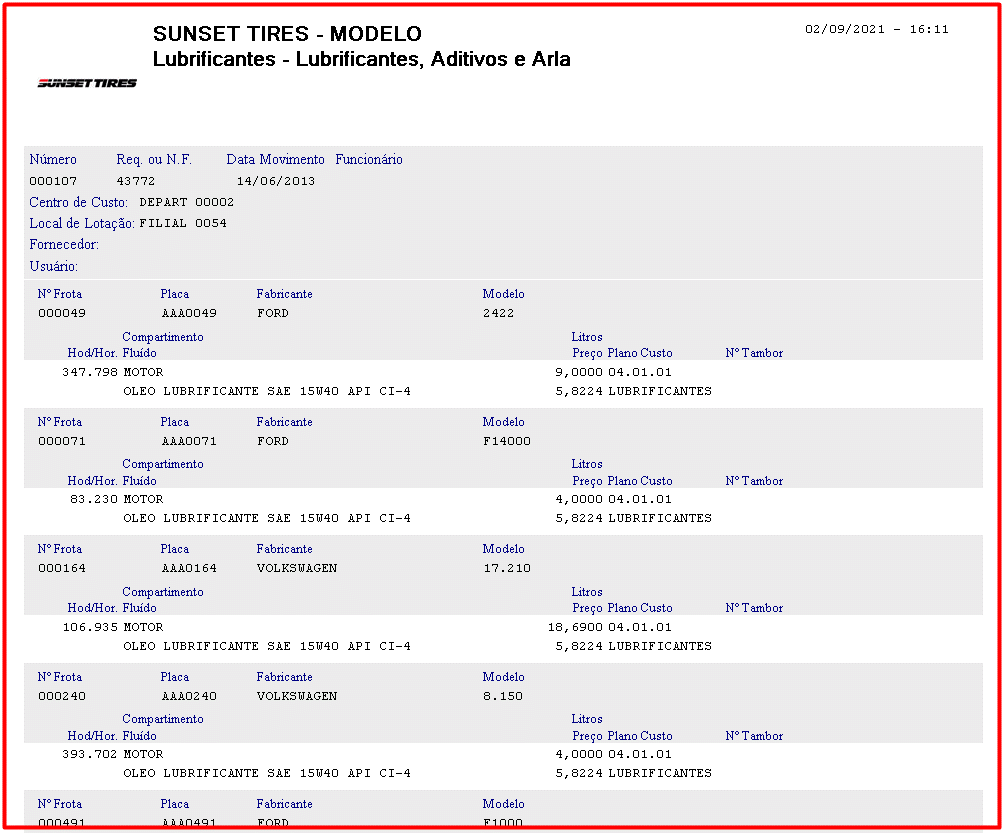 SUNSET TIRES - MODELO 02/09/2021 - 16:11
Lubrificantes - Lubrificantes, Aditivos e Arla
SUNSET TIRES
Número Req. ou N.F. Data Movimento Funcionário
000107 43772 14/06/2013
Centro de Custo: DEPART 00002
Local de Lotação: FILIAL 0054
Fornecedor:
Usuário:
Nº Frota Placa Fabricante Modelo
000049 AAA0049 FORD 2422
Compartimento Litros
Hod/Hor. Fluído Preço Plano Custo Nº Tambor
347.798 MOTOR 9,0000 04.01.01
OLEO LUBRIFICANTE SAE 15W40 API CI-4 5,8224 LUBRIFICANTES
Nº Frota Placa Fabricante Modelo
000071 AAA0071 FORD F14000
Compartimento Litros
Hod/Hor. Fluído Preço Plano Custo Nº Tambor
83.230 MOTOR 4,0000 04.01.01
OLEO LUBRIFICANTE SAE 15W40 API CI-4 5,8224 LUBRIFICANTES
Nº Frota Placa Fabricante Modelo
000164 AAA0164 VOLKSWAGEN 17.210
Compartimento Litros
Hod/Hor. Fluído Preço Plano Custo Nº Tambor
106.935 MOTOR 18,6900 04.01.01
OLEO LUBRIFICANTE SAE 15W40 API CI-4 5,8224 LUBRIFICANTES
Nº Frota Placa Fabricante Modelo
000240 AAA0240 VOLKSWAGEN 8.150
Compartimento Litros
Hod/Hor. Fluído Preço Plano Custo Nº Tambor
393.702 MOTOR 4,0000 04.01.01
OLEO LUBRIFICANTE SAE 15W40 API CI-4 5,8224 LUBRIFICANTES
Nº Frota Placa Fabricante Modelo
000491 AAA0491 FORD F1000